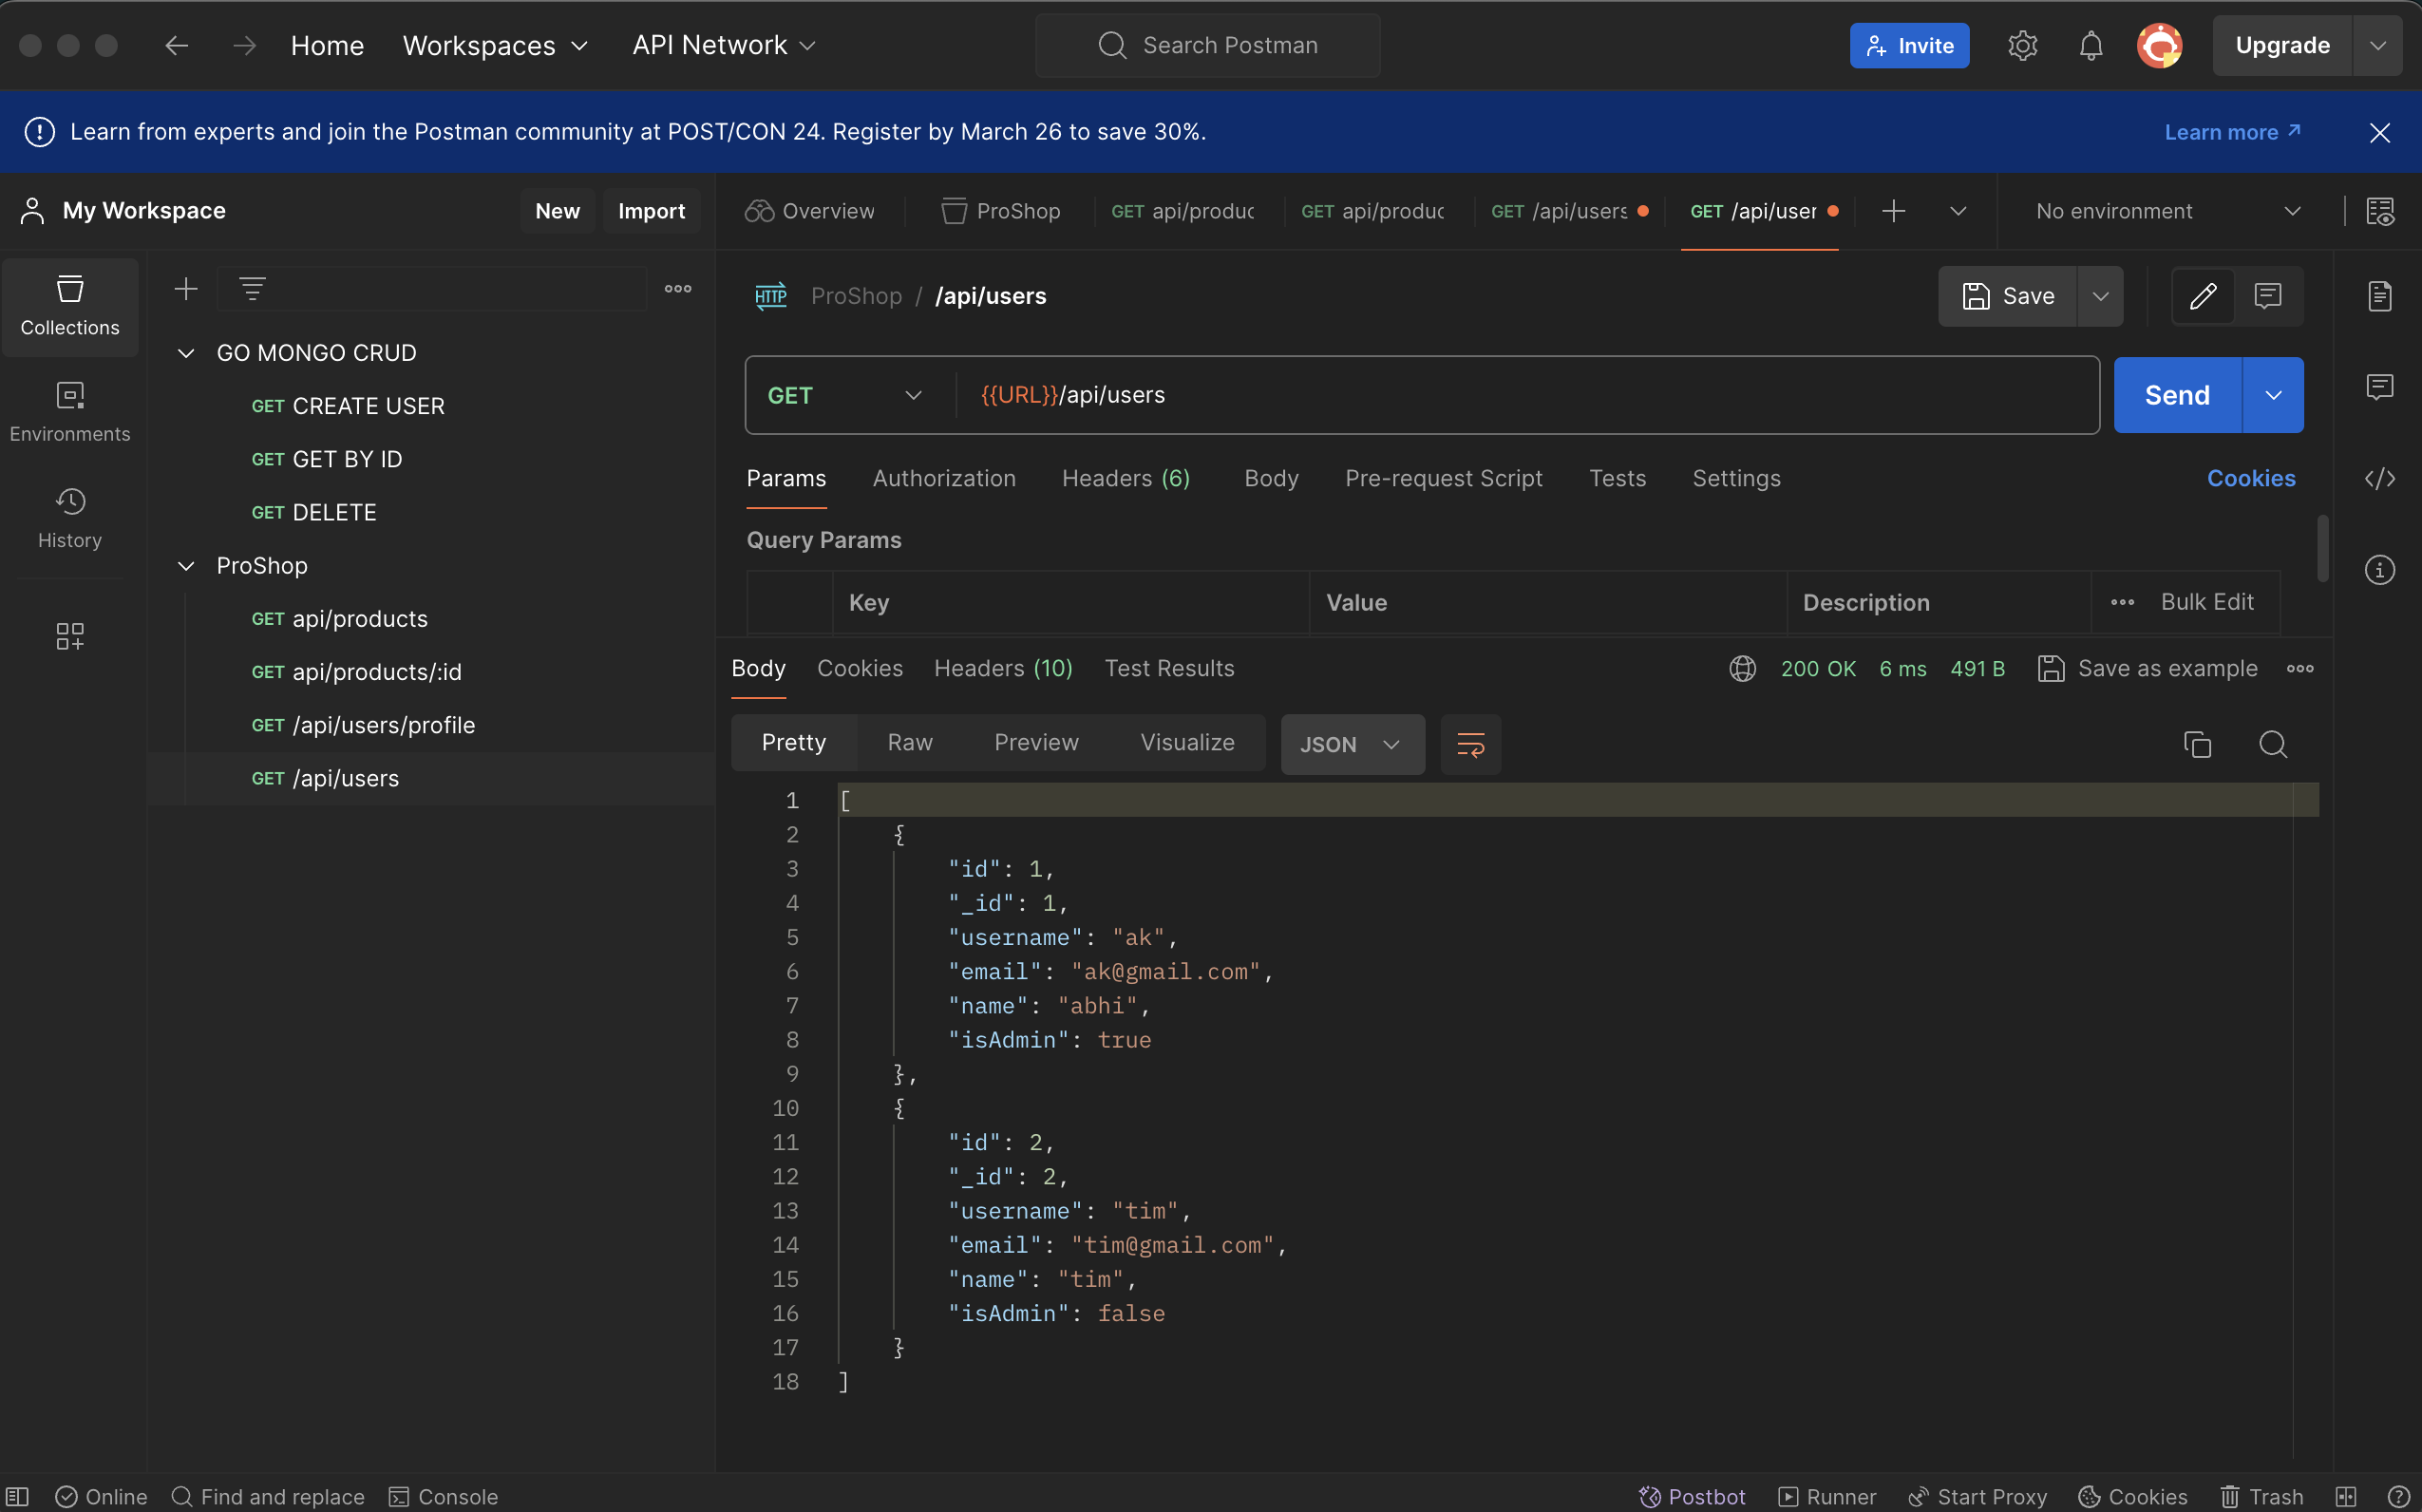 Home Workspaces API Network Search Postman Invite Upgrade
Learn from experts and join the Postman community at POST/CON 24. Register by March 26 to save 30%. Learn more
My Workspace New Import
Overview ProShop GET api/produc GET api/produc GET /api/users GET /api/user No environment
Collections
Environments
History
GO MONGO CRUD
GET CREATE USER
GET GET BY ID
GET DELETE
ProShop
GET api/products
GET api/products/:id
GET /api/users/profile
GET /api/users
HTTP ProShop / /api/users Save
GET {{URL}}/api/users Send
Params Authorization Headers (6) Body Pre-request Script Tests Settings Cookies
Query Params
Key Value Description Bulk Edit
Body Cookies Headers (10) Test Results 200 OK 6 ms 491 B Save as example
Pretty Raw Preview Visualize JSON
1 [
2 {
3 "id": 1,
4 "_id": 1,
5 "username": "ak",
6 "email": "ak@gmail.com",
7 "name": "abhi",
8 "isAdmin": true
9 },
10 {
11 "id": 2,
12 "_id": 2,
13 "username": "tim",
14 "email": "tim@gmail.com",
15 "name": "tim",
16 "isAdmin": false
17 }
18 ]
Online Find and replace Console Postbot Runner Start Proxy Cookies Trash